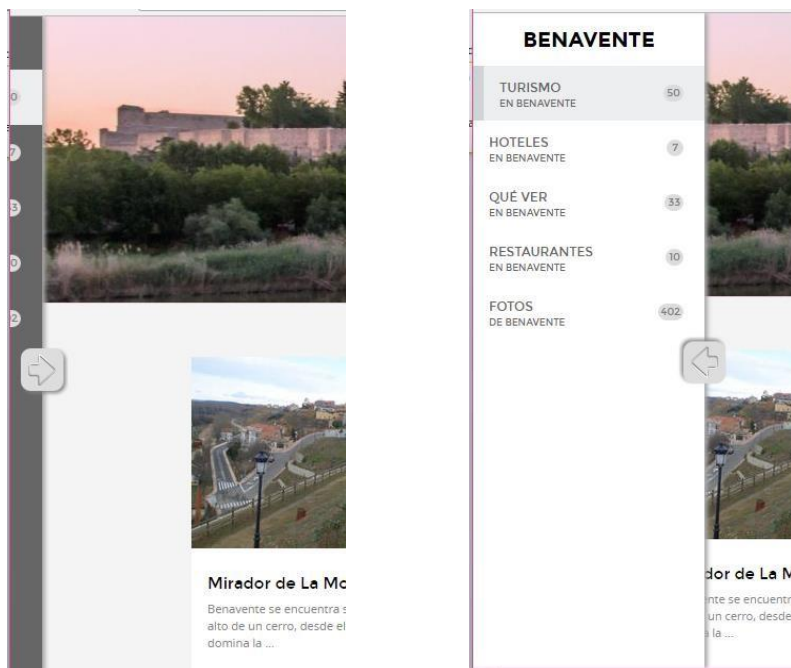 Mirador de La Mo
Benavente se encuentra s
alto de un cerro, desde el
domina la ...
BENAVENTE
TURISMO
EN BENAVENTE
50
HOTELES
EN BENAVENTE
7
QUÉ VER
EN BENAVENTE
33
RESTAURANTES
EN BENAVENTE
10
FOTOS
DE BENAVENTE
402
dor de La M
nte se encuentr
un cerro, desde
la ...